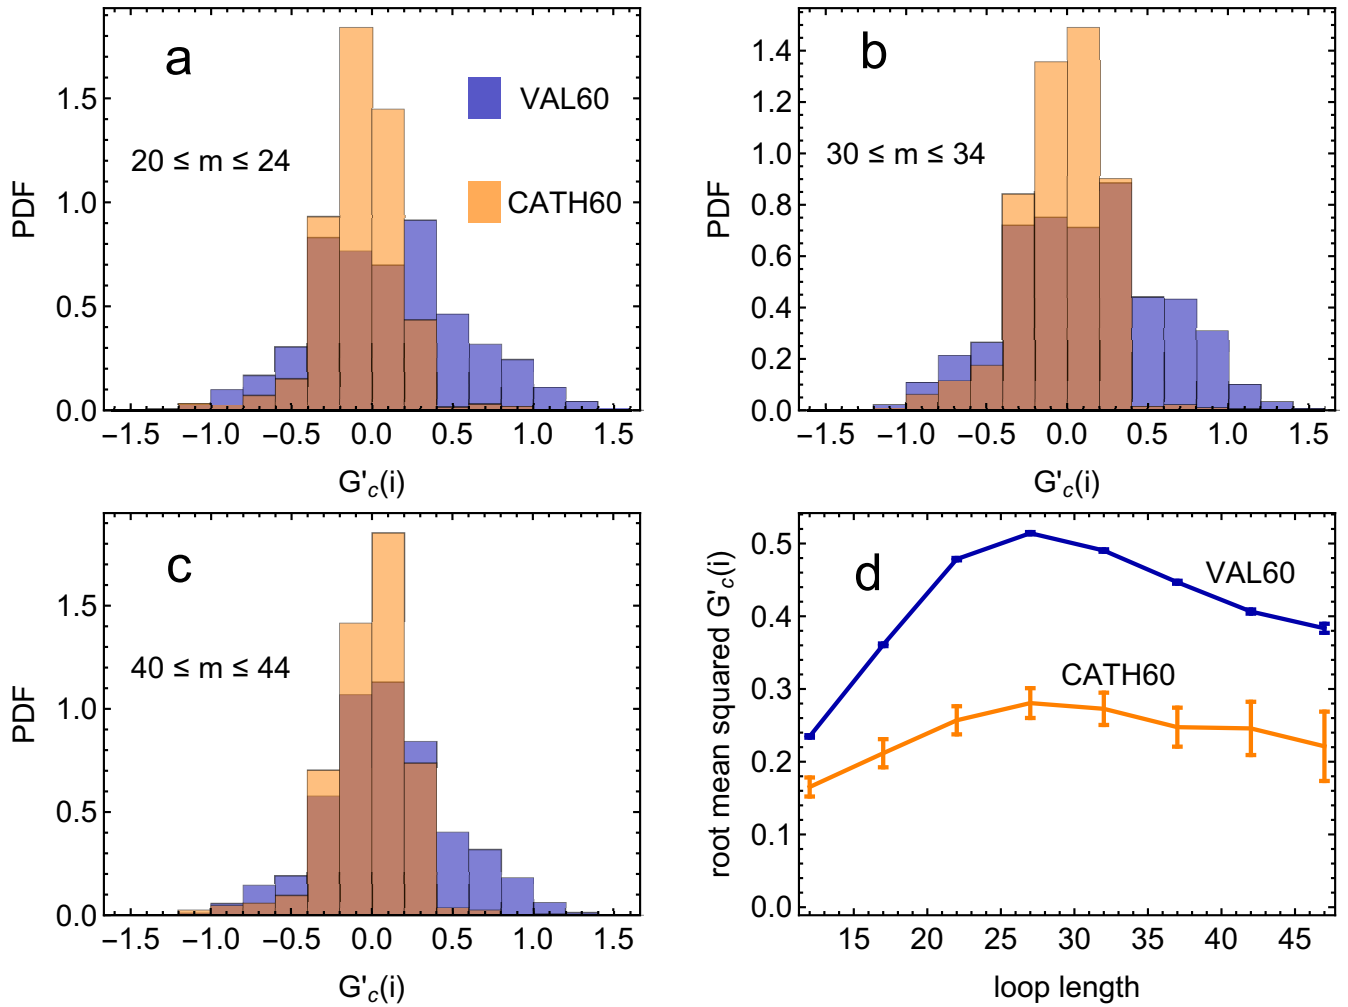 a
VAL60
20 ≤ m ≤ 24
CATH60
PDF
0.0
0.5
1.0
1.5
−1.5
−1.0
−0.5
0.0
0.5
1.0
1.5
G'c(i)
b
30 ≤ m ≤ 34
PDF
0.0
0.2
0.4
0.6
0.8
1.0
1.2
1.4
−1.5
−1.0
−0.5
0.0
0.5
1.0
1.5
G'c(i)
c
40 ≤ m ≤ 44
PDF
0.0
0.5
1.0
1.5
−1.5
−1.0
−0.5
0.0
0.5
1.0
1.5
G'c(i)
d
VAL60
CATH60
root mean squared G'c(i)
0.0
0.1
0.2
0.3
0.4
0.5
15
20
25
30
35
40
45
loop length